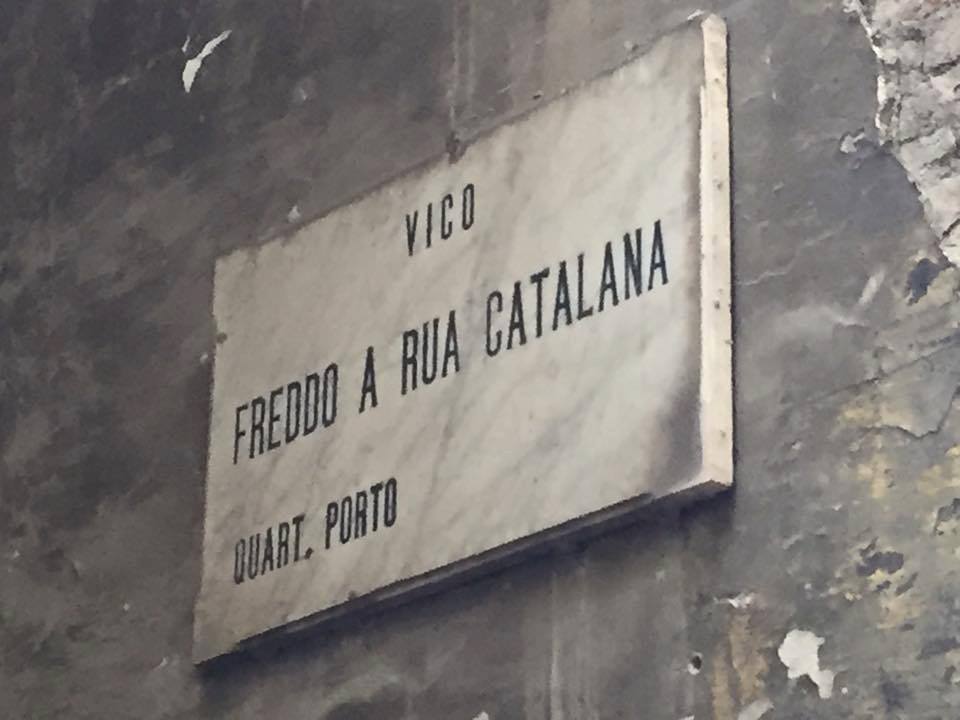 VICO
FREDDO A RUA CATALANA
QUART. PORTO